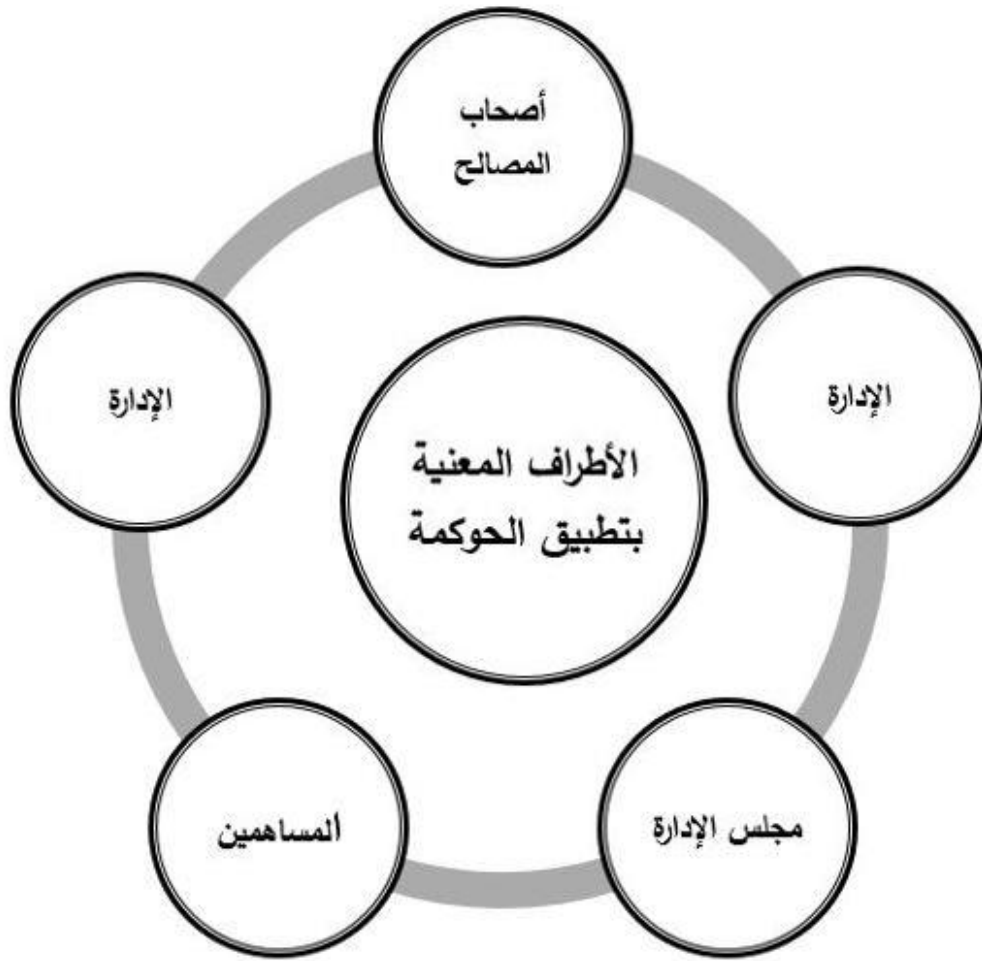 أصحاب
المصالح
الإدارة
الإدارة
الأطراف المعنية
بتطبيق الحوكمة
مجلس الإدارة
المساهمين